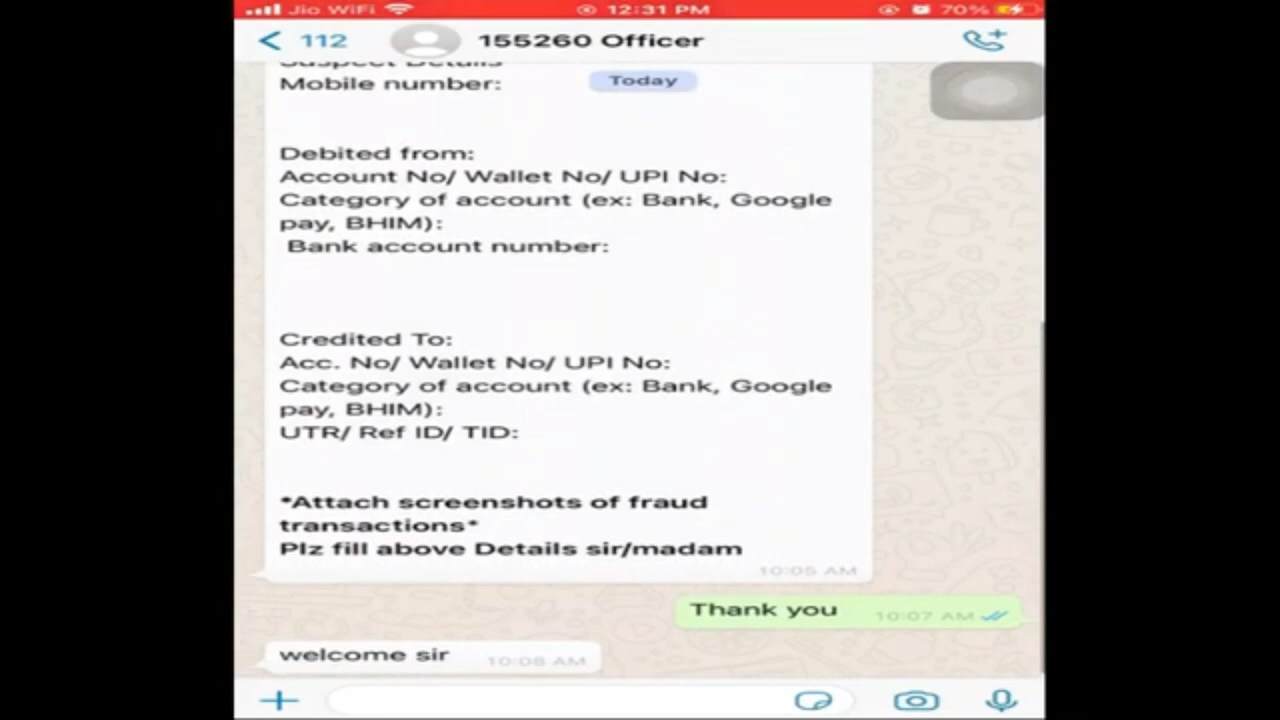 Jio WiFi 12:31 PM 70%
112 155260 Officer
Suspect Details
Today
Mobile number:
Debited from:
Account No/ Wallet No/ UPI No:
Category of account (ex: Bank, Google
pay, BHIM):
Bank account number:
Credited To:
Acc. No/ Wallet No/ UPI No:
Category of account (ex: Bank, Google
pay, BHIM):
UTR/ Ref ID/ TID:
*Attach screenshots of fraud
transactions*
Plz fill above Details sir/madam
10:05 AM
Thank you 10:07 AM
welcome sir 10:08 AM